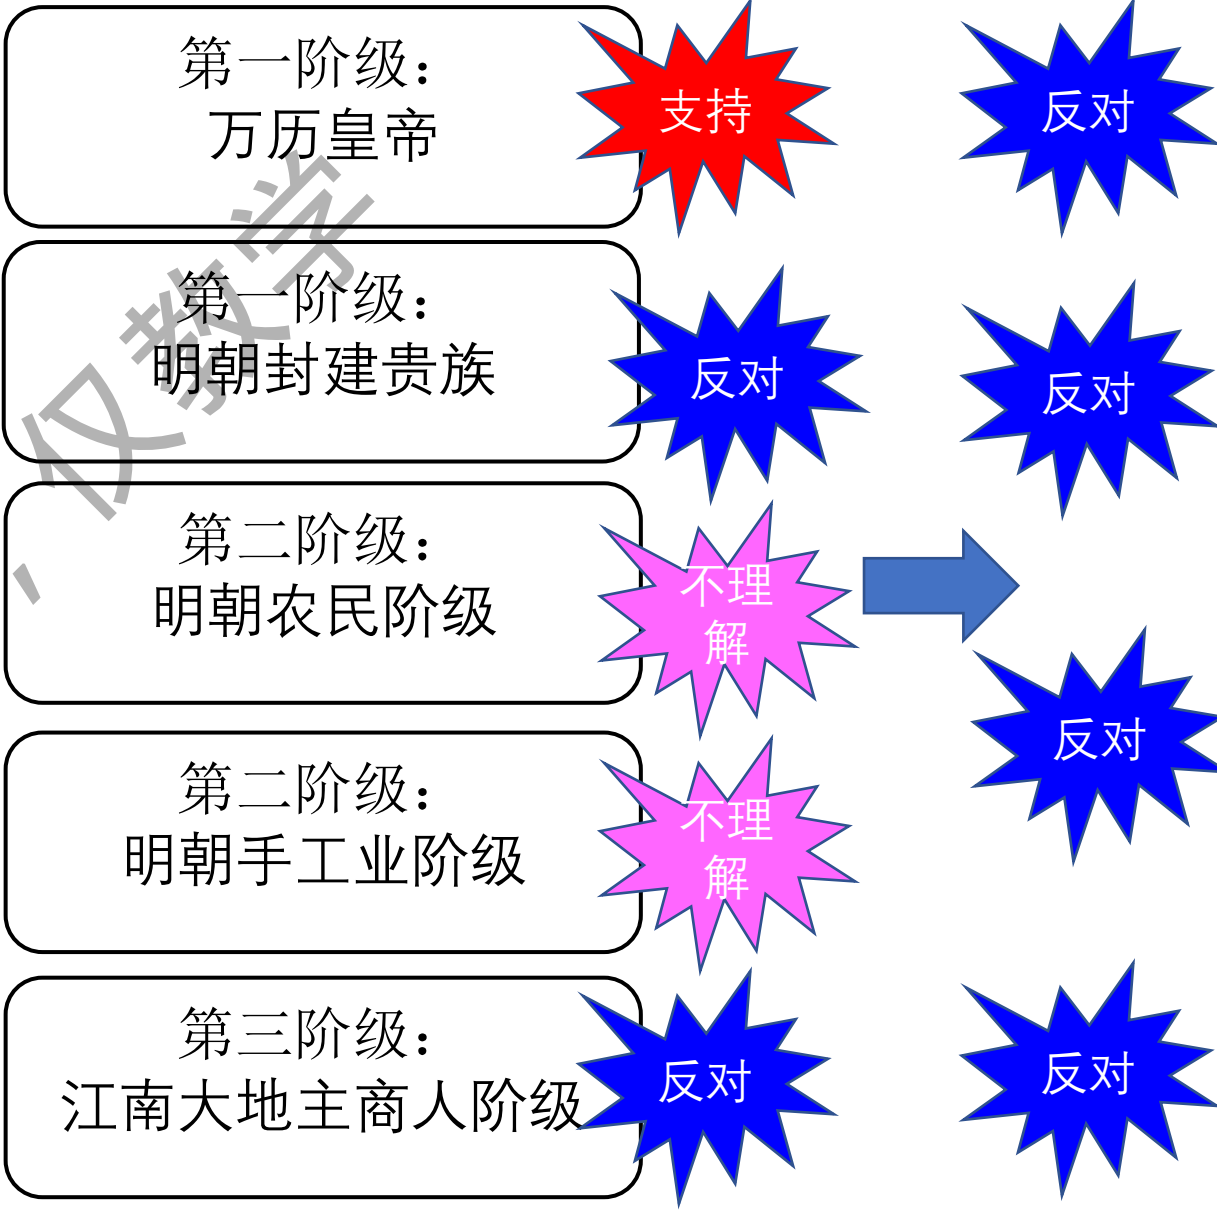 第一阶级：
万历皇帝
支持
反对
第一阶级：
明朝封建贵族
反对
反对
第二阶级：
明朝农民阶级
不理
解
反对
第二阶级：
明朝手工业阶级
不理
解
第三阶级：
江南大地主商人阶级
反对
反对
，仅教学